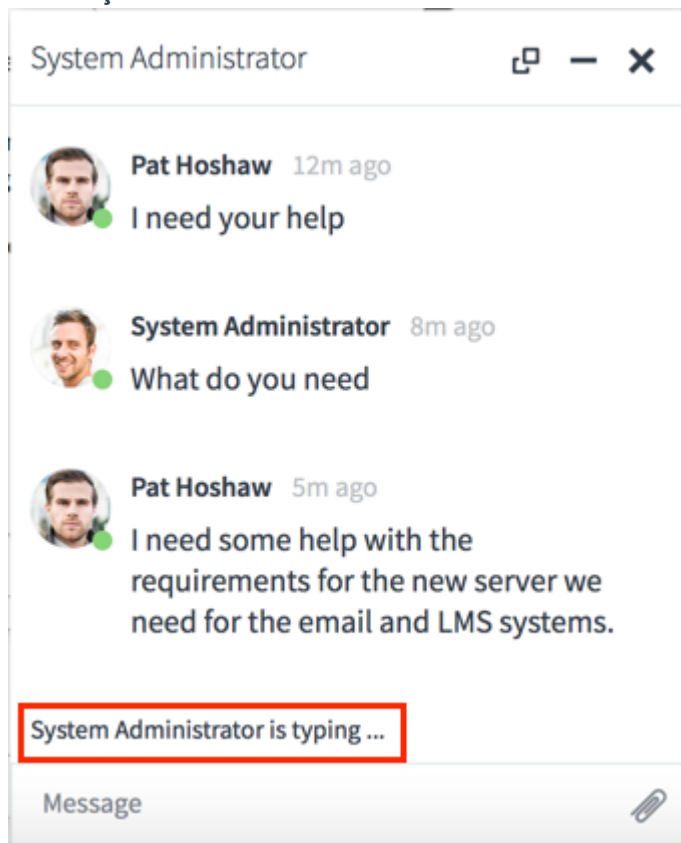 System Administrator
Pat Hoshaw 12m ago
I need your help
System Administrator 8m ago
What do you need
Pat Hoshaw 5m ago
I need some help with the
requirements for the new server we
need for the email and LMS systems.
System Administrator is typing ...
Message